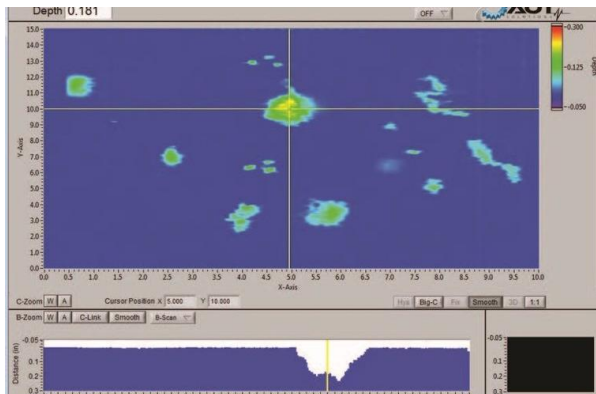 Depth 0.181
OFF
AUT
SOLUTIONS
15.0
14.0
13.0
12.0
11.0
10.0
9.0
8.0
7.0
6.0
5.0
4.0
3.0
2.0
1.0
0.0
Y-Axis
0.0 0.5 1.0 1.5 2.0 2.5 3.0 3.5 4.0 4.5 5.0 5.5 6.0 6.5 7.0 7.5 8.0 8.5 9.0 9.5 10.0
X-Axis
-0.300
-0.125
-0.050
Depth
C-Zoom W A Cursor Position X 5.000 Y 10.000 Big-C Smooth 3D 1:1
B-Zoom W A C-Link Smooth B-Scan
Distance (in)
-0.05
0.1
0.2
0.3
-0.05
0.1
0.2
0.3